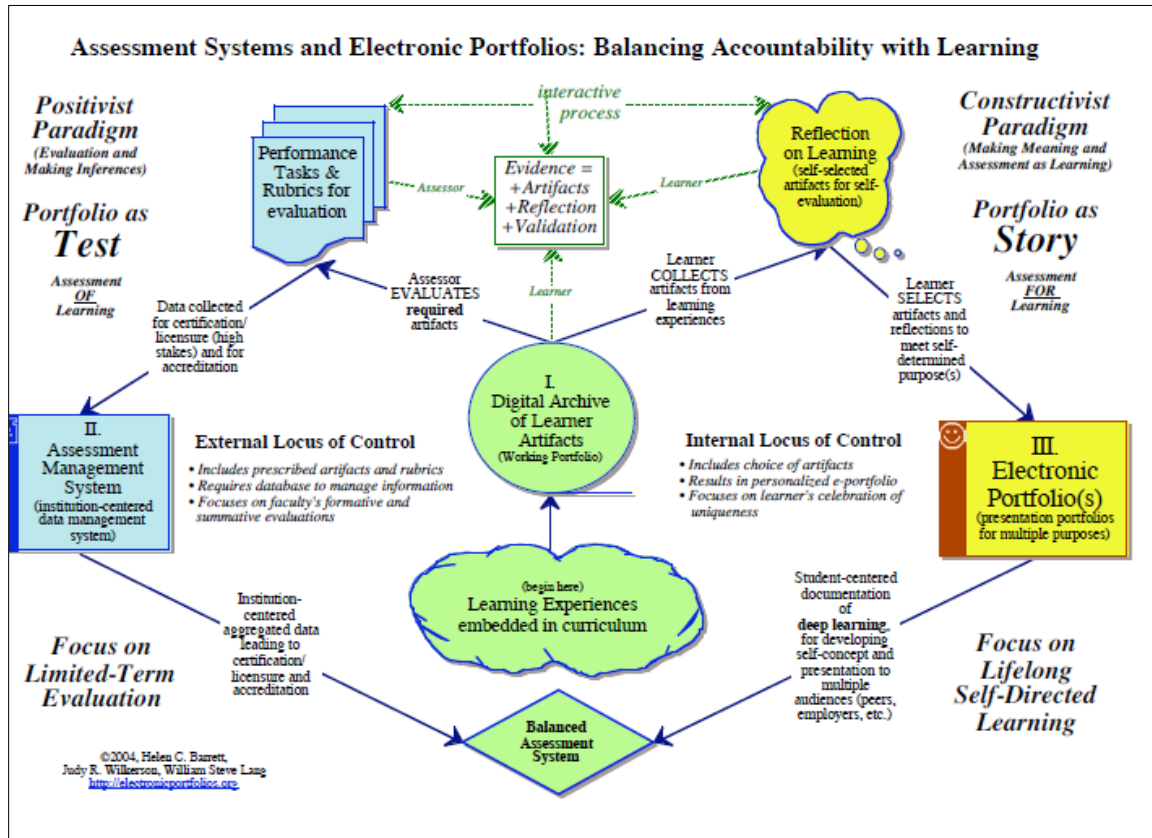 Assessment Systems and Electronic Portfolios: Balancing Accountability with Learning
Positivist
Paradigm
(Evaluation and
Making Inferences)
Portfolio as
Test
Assessment
OF
Learning
Performance
Tasks &
Rubrics for
evaluation
interactive
process
Evidence =
+Artifacts
+Reflection
+Validation
Assessor
Learner
Learner
Reflection
on Learning
(self-selected
artifacts for self-
evaluation)
Constructivist
Paradigm
(Making Meaning and
Assessment as Learning)
Portfolio as
Story
Assessment
FOR
Learning
Data collected
for certification/
licensure (high
stakes) and for
accreditation
Assessor
EVALUATES
required
artifacts
Learner
COLLECTS
artifacts from
learning
experiences
Learner
SELECTS
artifacts and
reflections to
meet self-
determined
purpose(s)
I.
Digital Archive
of Learner
Artifacts
(Working Portfolio)
II.
Assessment
Management
System
(institution-centered
data management
system)
External Locus of Control
• Includes prescribed artifacts and rubrics
• Requires database to manage information
• Focuses on faculty's formative and
summative evaluations
Internal Locus of Control
• Includes choice of artifacts
• Results in personalized e-portfolio
• Focuses on learner's celebration of
uniqueness
III.
Electronic
Portfolio(s)
(presentation portfolios
for multiple purposes)
(begin here)
Learning Experiences
embedded in curriculum
Institution-
centered
aggregated data
leading to
certification/
licensure and
accreditation
Student-centered
documentation
of
deep learning,
for developing
self-concept and
presentation to
multiple
audiences (peers,
employers, etc.)
Focus on
Limited-Term
Evaluation
Focus on
Lifelong
Self-Directed
Learning
Balanced
Assessment
System
©2004, Helen C. Barrett,
Judy R. Wilkerson, William Steve Lang
http://electronicportfolios.org